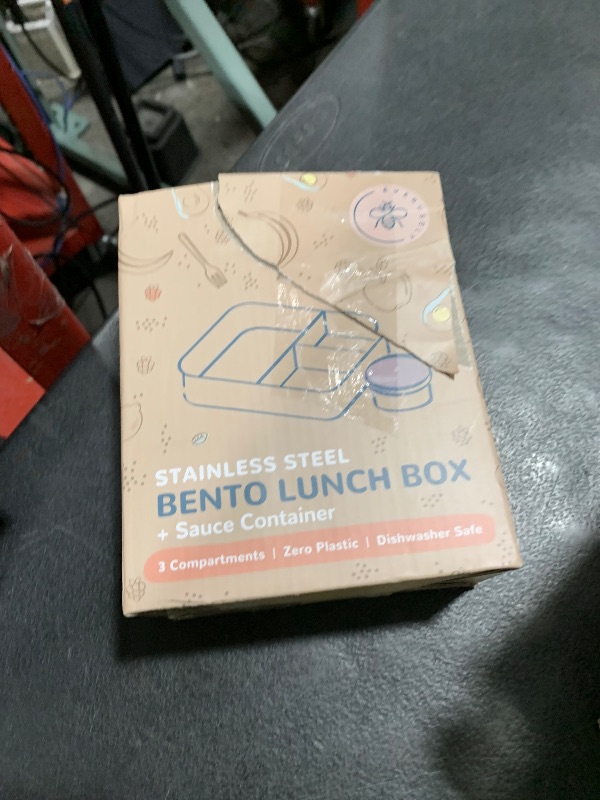 STAINLESS STEEL
BENTO LUNCH BOX
+ Sauce Container
3 Compartments | Zero Plastic | Dishwasher Safe